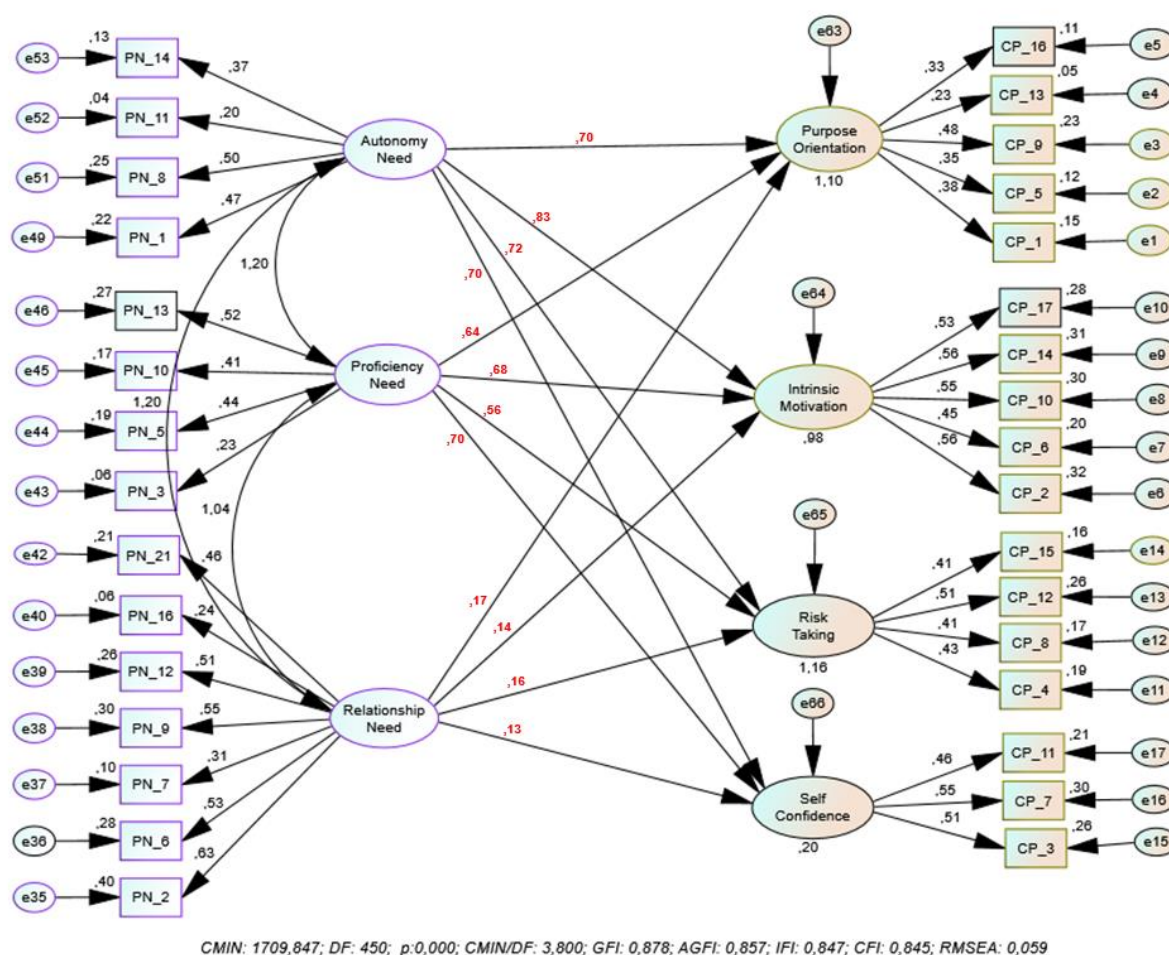 e53
,13
PN_14
,37
e52
,04
PN_11
,20
e51
,25
PN_8
,50
e49
,22
PN_1
,47
e46
,27
PN_13
,52
e45
,17
PN_10
,41
e44
,19
PN_5
,44
e43
,06
PN_3
,23
e42
,21
PN_21
,46
e40
,06
PN_16
,24
e39
,26
PN_12
,51
e38
,30
PN_9
,55
e37
,10
PN_7
,31
e36
,28
PN_6
,53
e35
,40
PN_2
,63
Autonomy
Need
Proficiency
Need
Relationship
Need
1,20
1,20
1,04
,70
,83
,72
,70
,64
,68
,56
,70
,17
,14
,16
,13
e63
Purpose
Orientation
1,10
e64
Intrinsic
Motivation
,98
e65
Risk
Taking
1,16
e66
Self
Confidence
,20
,33
CP_16
,11
e5
,23
CP_13
,05
e4
,48
CP_9
,23
e3
,35
CP_5
,12
e2
,38
CP_1
,15
e1
,53
CP_17
,28
e10
,56
CP_14
,31
e9
,55
CP_10
,30
e8
,45
CP_6
,20
e7
,56
CP_2
,32
e6
,41
CP_15
,16
e14
,51
CP_12
,26
e13
,41
CP_8
,17
e12
,43
CP_4
,19
e11
,46
CP_11
,21
e17
,55
CP_7
,30
e16
,51
CP_3
,26
e15
CMIN: 1709,847; DF: 450; p:0,000; CMIN/DF: 3,800; GFI: 0,878; AGFI: 0,857; IFI: 0,847; CFI: 0,845; RMSEA: 0,059